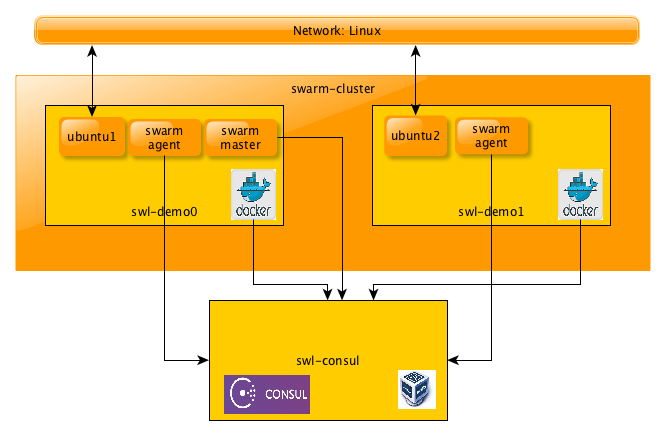 Network: Linux
swarm-cluster
ubuntu1
swarm
agent
swarm
master
ubuntu2
swarm
agent
docker
docker
swl-demo0
swl-demo1
swl-consul
CONSUL